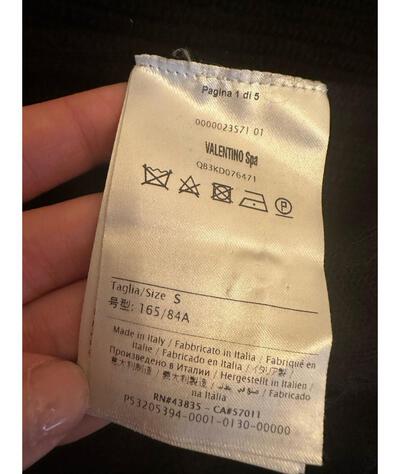 Pagina 1 di 5
0000023571 01
VALENTINO Spa
QB3KD076471
P
Taglia/Size S
号型: 165/84A
Made in Italy / Fabbricato in Italia / Fabriqué en
Italie / Fabricado en Italia / イタリア製 /
Произведено в Италии / Hergestellt in Italien /
意大利制造 / 義大利製造 / / Fabricado
na Italia
RN#43835 - CA#57011
P53205394-0001-0130-00000